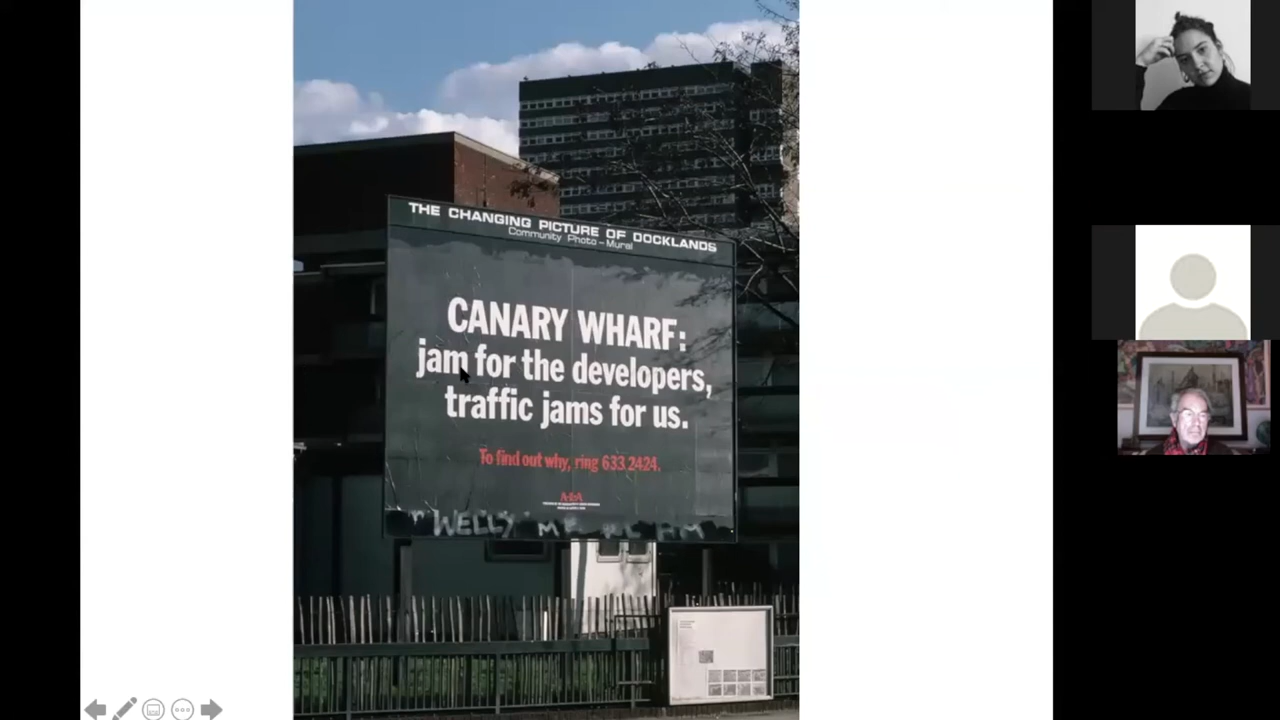 THE CHANGING PICTURE OF DOCKLANDS
Community Photo-Mural
CANARY WHARF:
jam for the developers,
traffic jams for us.
To find out why, ring 633 2424.
WELLY